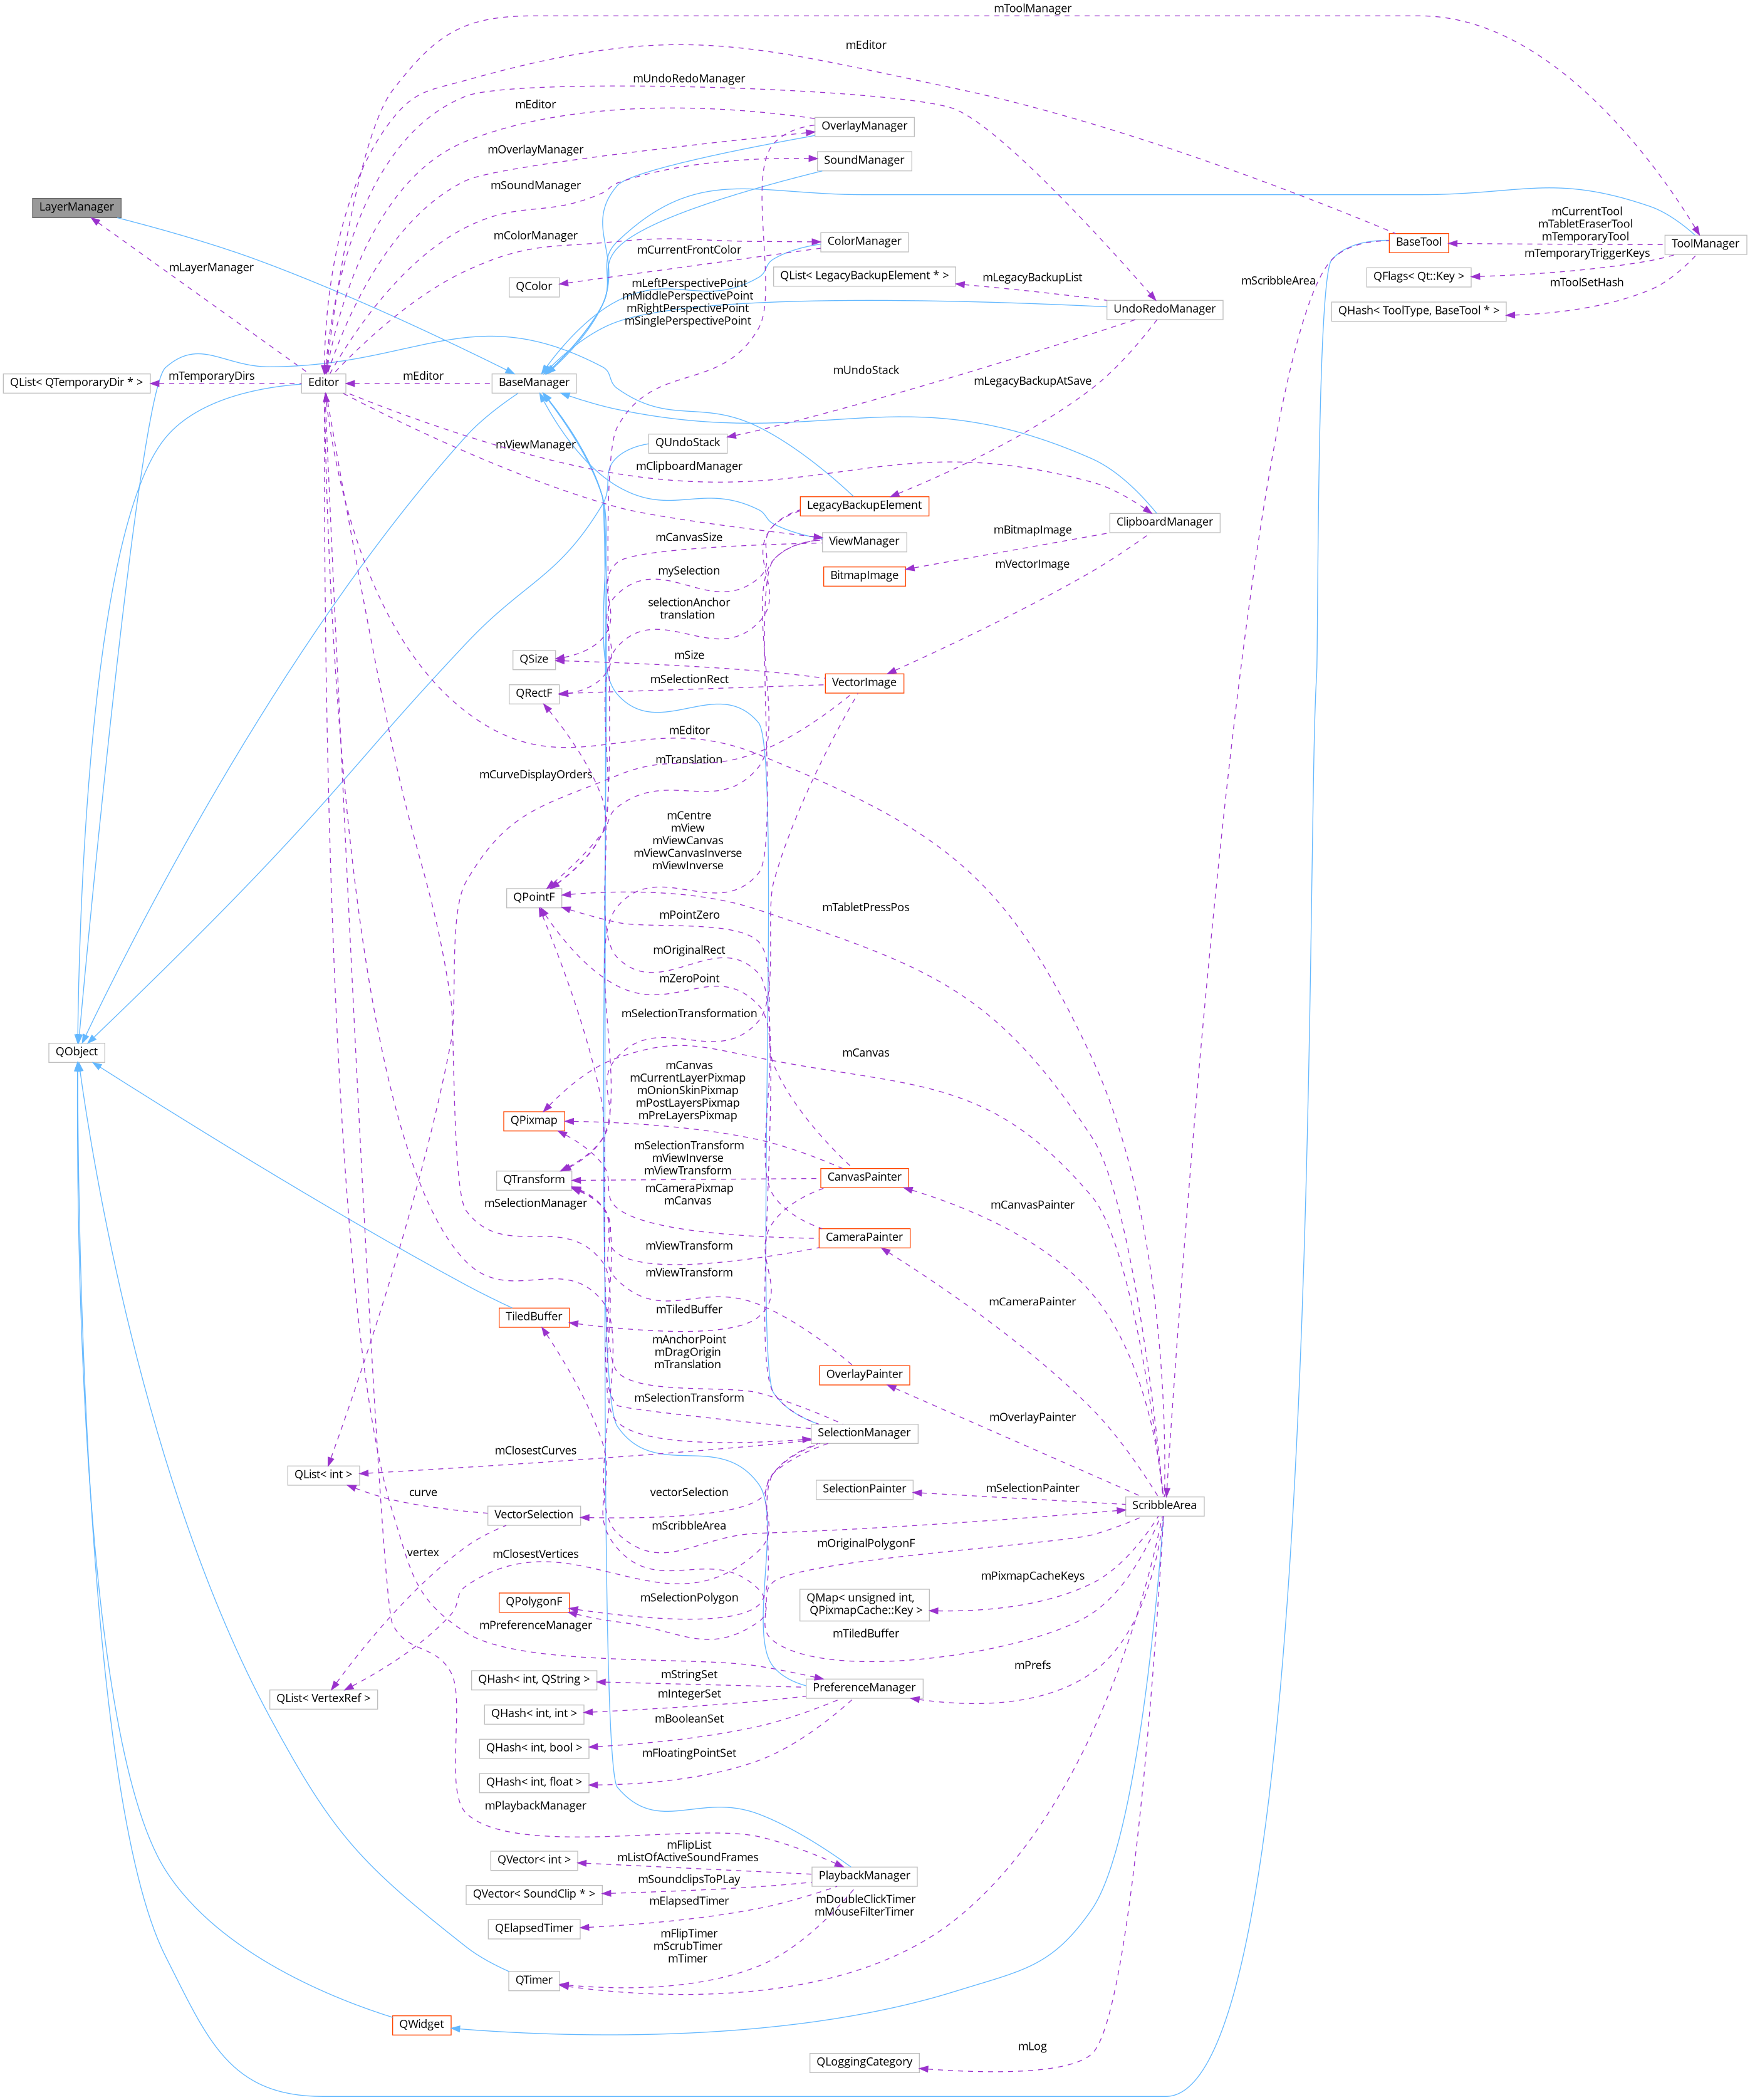 mToolManager
mEditor
mUndoRedoManager
mEditor
OverlayManager
mOverlayManager
SoundManager
mSoundManager
LayerManager
mCurrentTool
mTabletEraserTool
mTemporaryTool
mColorManager
ColorManager
BaseTool
ToolManager
mCurrentFrontColor
mTemporaryTriggerKeys
mLayerManager
QList< LegacyBackupElement * >
mLegacyBackupList
QFlags< Qt::Key >
mScribbleArea
QColor
mLeftPerspectivePoint
mMiddlePerspectivePoint
mRightPerspectivePoint
mSinglePerspectivePoint
mToolSetHash
UndoRedoManager
QHash< ToolType, BaseTool * >
QList< QTemporaryDir * >
mTemporaryDirs
Editor
mEditor
BaseManager
mUndoStack
mLegacyBackupAtSave
mViewManager
QUndoStack
mClipboardManager
LegacyBackupElement
ClipboardManager
mCanvasSize
ViewManager
mBitmapImage
mySelection
BitmapImage
mVectorImage
selectionAnchor
translation
QSize
mSize
QRectF
mSelectionRect
VectorImage
mEditor
mCurveDisplayOrders
mTranslation
mCentre
mView
mViewCanvas
mViewCanvasInverse
mViewInverse
QPointF
mTabletPressPos
mPointZero
mOriginalRect
mZeroPoint
mSelectionTransformation
QObject
mCanvas
mCanvas
mCurrentLayerPixmap
mOnionSkinPixmap
mPostLayersPixmap
mPreLayersPixmap
QPixmap
mSelectionTransform
mViewInverse
mViewTransform
QTransform
CanvasPainter
mCameraPixmap
mCanvas
mSelectionManager
mCanvasPainter
CameraPainter
mViewTransform
mViewTransform
mCameraPainter
TiledBuffer
mTiledBuffer
mAnchorPoint
mDragOrigin
mTranslation
OverlayPainter
mSelectionTransform
mOverlayPainter
SelectionManager
mClosestCurves
QList< int >
curve
vectorSelection
SelectionPainter
mSelectionPainter
VectorSelection
ScribbleArea
mScribbleArea
vertex
mClosestVertices
mOriginalPolygonF
mPixmapCacheKeys
QPolygonF
mSelectionPolygon
QMap< unsigned int,
QPixmapCache::Key >
mPreferenceManager
mTiledBuffer
mPrefs
QList< VertexRef >
QHash< int, QString >
mStringSet
PreferenceManager
mIntegerSet
QHash< int, int >
mBooleanSet
QHash< int, bool >
mFloatingPointSet
QHash< int, float >
mPlaybackManager
QVector< int >
mFlipList
mListOfActiveSoundFrames
PlaybackManager
mSoundclipsToPLay
QVector< SoundClip * >
mElapsedTimer
mDoubleClickTimer
mMouseFilterTimer
QElapsedTimer
mFlipTimer
mScrubTimer
mTimer
QTimer
QWidget
mLog
QLoggingCategory